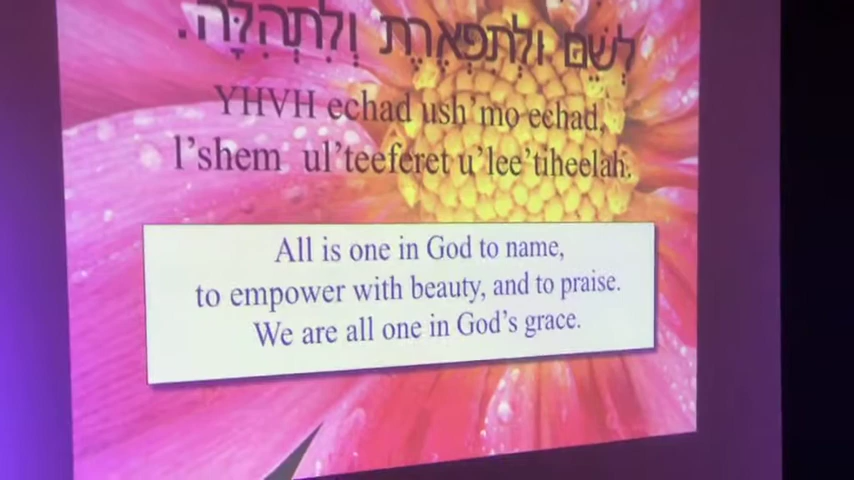 לְשֵׁם וּלְתִפְאֶרֶת וְלִתְהִלָּה.
YHVH echad ush’mo echad,
l’shem ul’teeferet u’lee’tiheelah.
All is one in God to name,
to empower with beauty, and to praise.
We are all one in God’s grace.